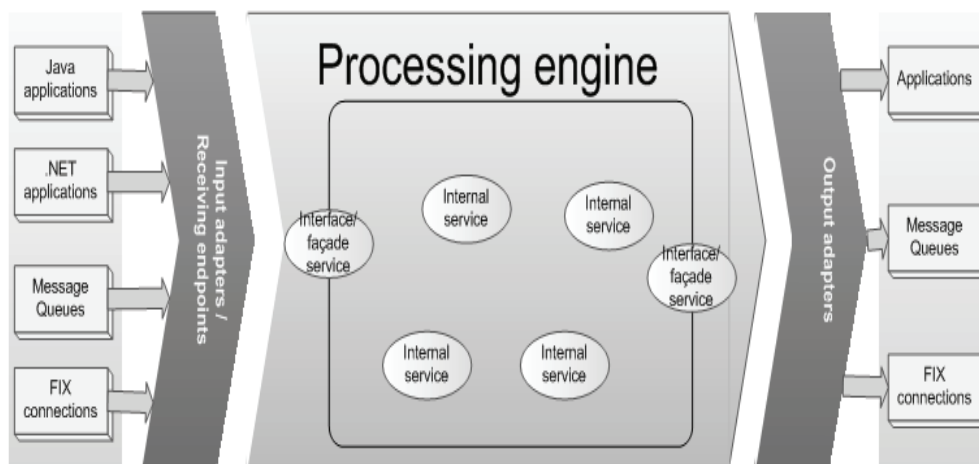 Java
applications
.NET
applications
Message
Queues
FIX
connections
Input adapters /
Receiving endpoints
Processing engine
Interface/
façade
service
Internal
service
Internal
service
Interface/
façade
service
Internal
service
Internal
service
Output adapters
Applications
Message
Queues
FIX
connections